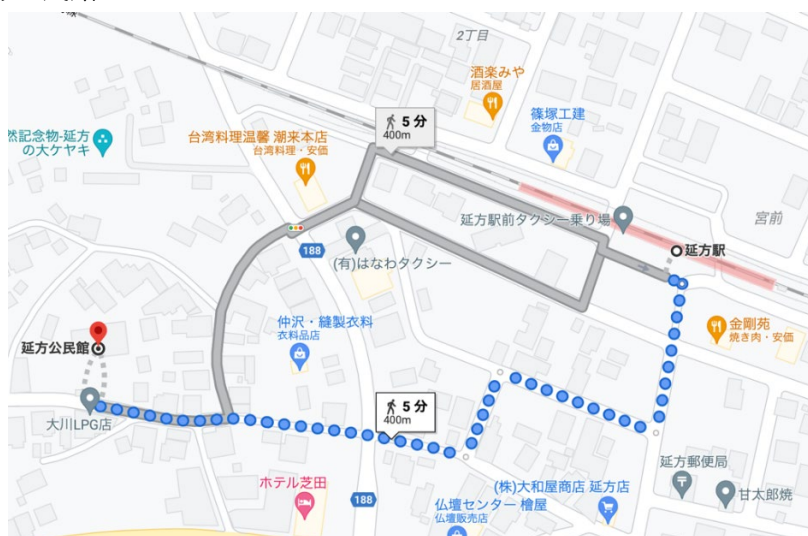 2丁目
酒楽みや
居酒屋
5 分
400m
篠塚工建
金物店
然記念物-延方
の大ケヤキ
台湾料理温馨 潮来本店
台湾料理・安価
延方駅前タクシー乗り場
宮前
延方駅
188
(有)はなわタクシー
仲沢・縫製衣料
衣料品店
金剛苑
焼き肉・安価
延方公民館
5 分
400m
大川LPG店
延方郵便局
ホテル芝田
188
(株)大和屋商店 延方店
甘太郎焼
仏壇センター 檜屋
仏壇販売店